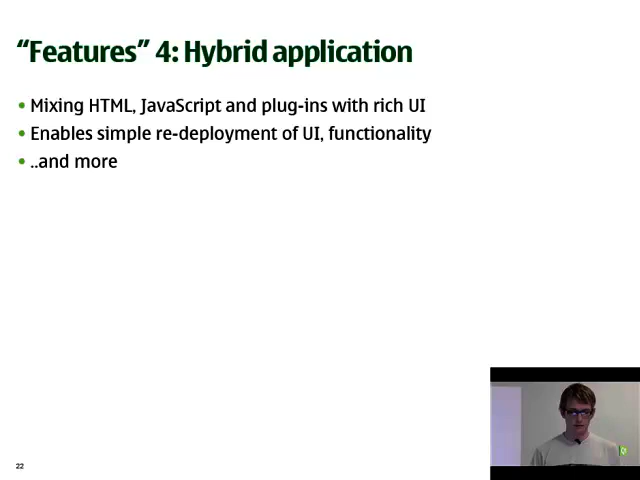 “Features” 4: Hybrid application
• Mixing HTML, JavaScript and plug-ins with rich UI
• Enables simple re-deployment of UI, functionality
• ..and more
22